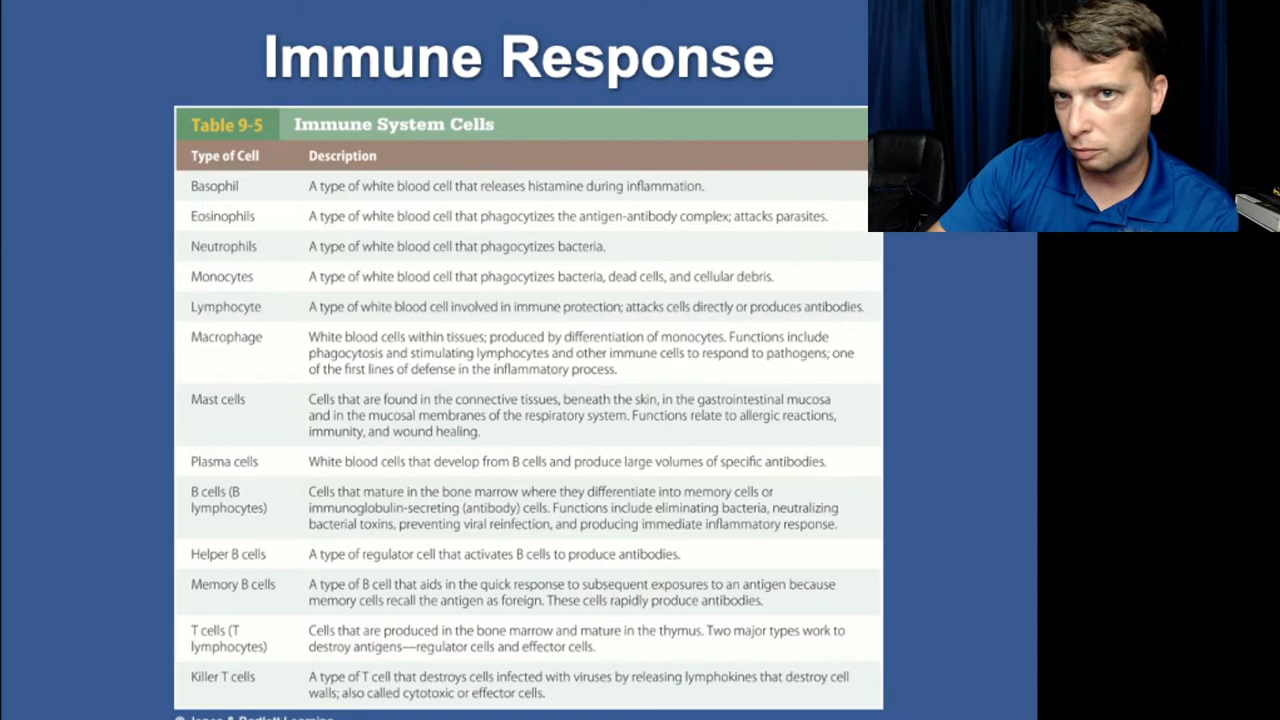 Immune Response
Table 9-5 Immune System Cells
Type of Cell Description
Basophil A type of white blood cell that releases histamine during inflammation.
Eosinophils A type of white blood cell that phagocytizes the antigen-antibody complex; attacks parasites.
Neutrophils A type of white blood cell that phagocytizes bacteria.
Monocytes A type of white blood cell that phagocytizes bacteria, dead cells, and cellular debris.
Lymphocyte A type of white blood cell involved in immune protection; attacks cells directly or produces antibodies.
Macrophage White blood cells within tissues; produced by differentiation of monocytes. Functions include
phagocytosis and stimulating lymphocytes and other immune cells to respond to pathogens; one
of the first lines of defense in the inflammatory process.
Mast cells Cells that are found in the connective tissues, beneath the skin, in the gastrointestinal mucosa
and in the mucosal membranes of the respiratory system. Functions relate to allergic reactions,
immunity, and wound healing.
Plasma cells White blood cells that develop from B cells and produce large volumes of specific antibodies.
B cells (B Cells that mature in the bone marrow where they differentiate into memory cells or
lymphocytes) immunoglobulin-secreting (antibody) cells. Functions include eliminating bacteria, neutralizing
bacterial toxins, preventing viral reinfection, and producing immediate inflammatory response.
Helper B cells A type of regulator cell that activates B cells to produce antibodies.
Memory B cells A type of B cell that aids in the quick response to subsequent exposures to an antigen because
memory cells recall the antigen as foreign. These cells rapidly produce antibodies.
T cells (T Cells that are produced in the bone marrow and mature in the thymus. Two major types work to
lymphocytes) destroy antigens—regulator cells and effector cells.
Killer T cells A type of T cell that destroys cells infected with viruses by releasing lymphokines that destroy cell
walls; also called cytotoxic or effector cells.
© Jones & Bartlett Learning